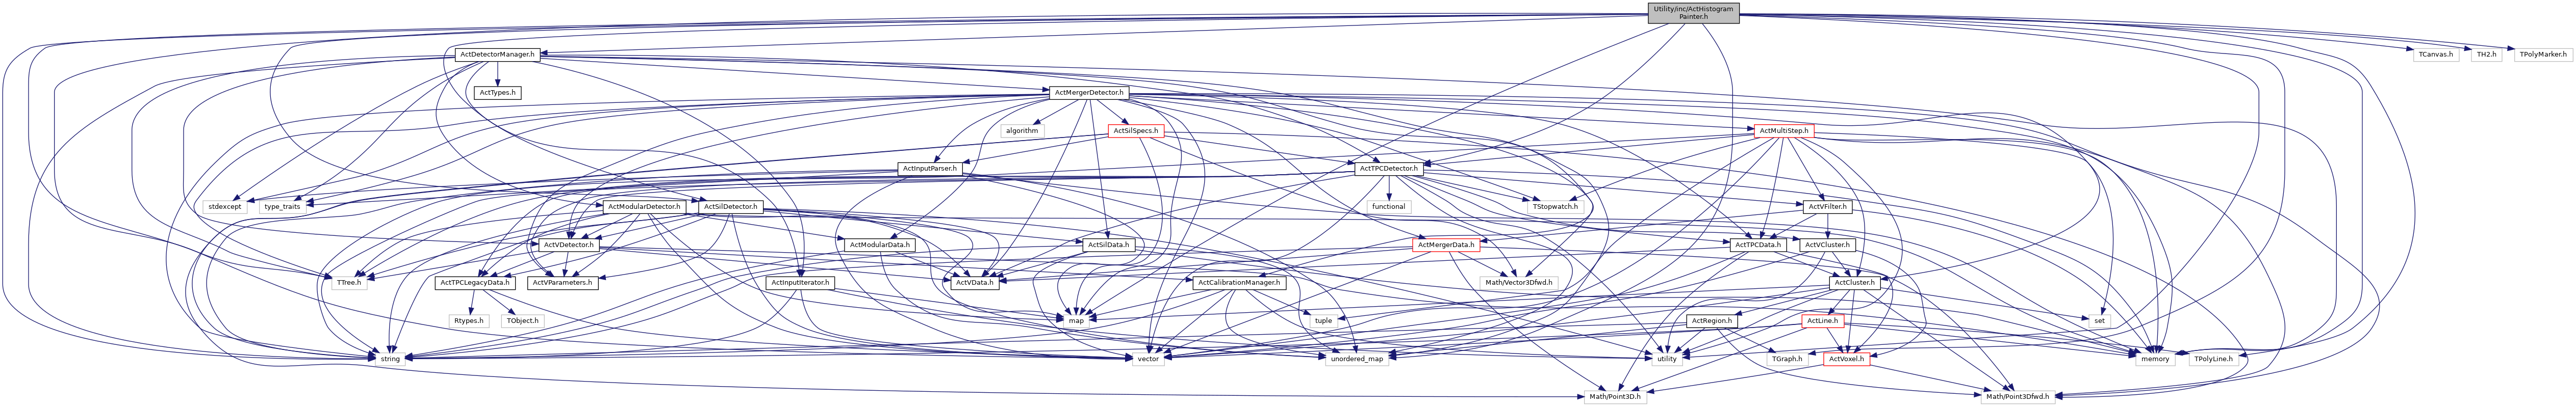 Utility/inc/ActHistogram
Painter.h
ActDetectorManager.h
TCanvas.h
TH2.h
TPolyMarker.h
ActTypes.h
ActMergerDetector.h
algorithm
ActSilSpecs.h
ActMultiStep.h
ActInputParser.h
ActTPCDetector.h
stdexcept
type_traits
ActModularDetector.h
ActSilDetector.h
functional
TStopwatch.h
ActVFilter.h
ActVDetector.h
ActModularData.h
ActSilData.h
ActMergerData.h
ActTPCData.h
ActVCluster.h
TTree.h
ActTPCLegacyData.h
ActVParameters.h
ActInputIterator.h
ActVData.h
ActCalibrationManager.h
Math/Vector3Dfwd.h
ActCluster.h
Rtypes.h
TObject.h
map
tuple
ActRegion.h
ActLine.h
set
string
vector
unordered_map
utility
TGraph.h
ActVoxel.h
memory
TPolyLine.h
Math/Point3D.h
Math/Point3Dfwd.h